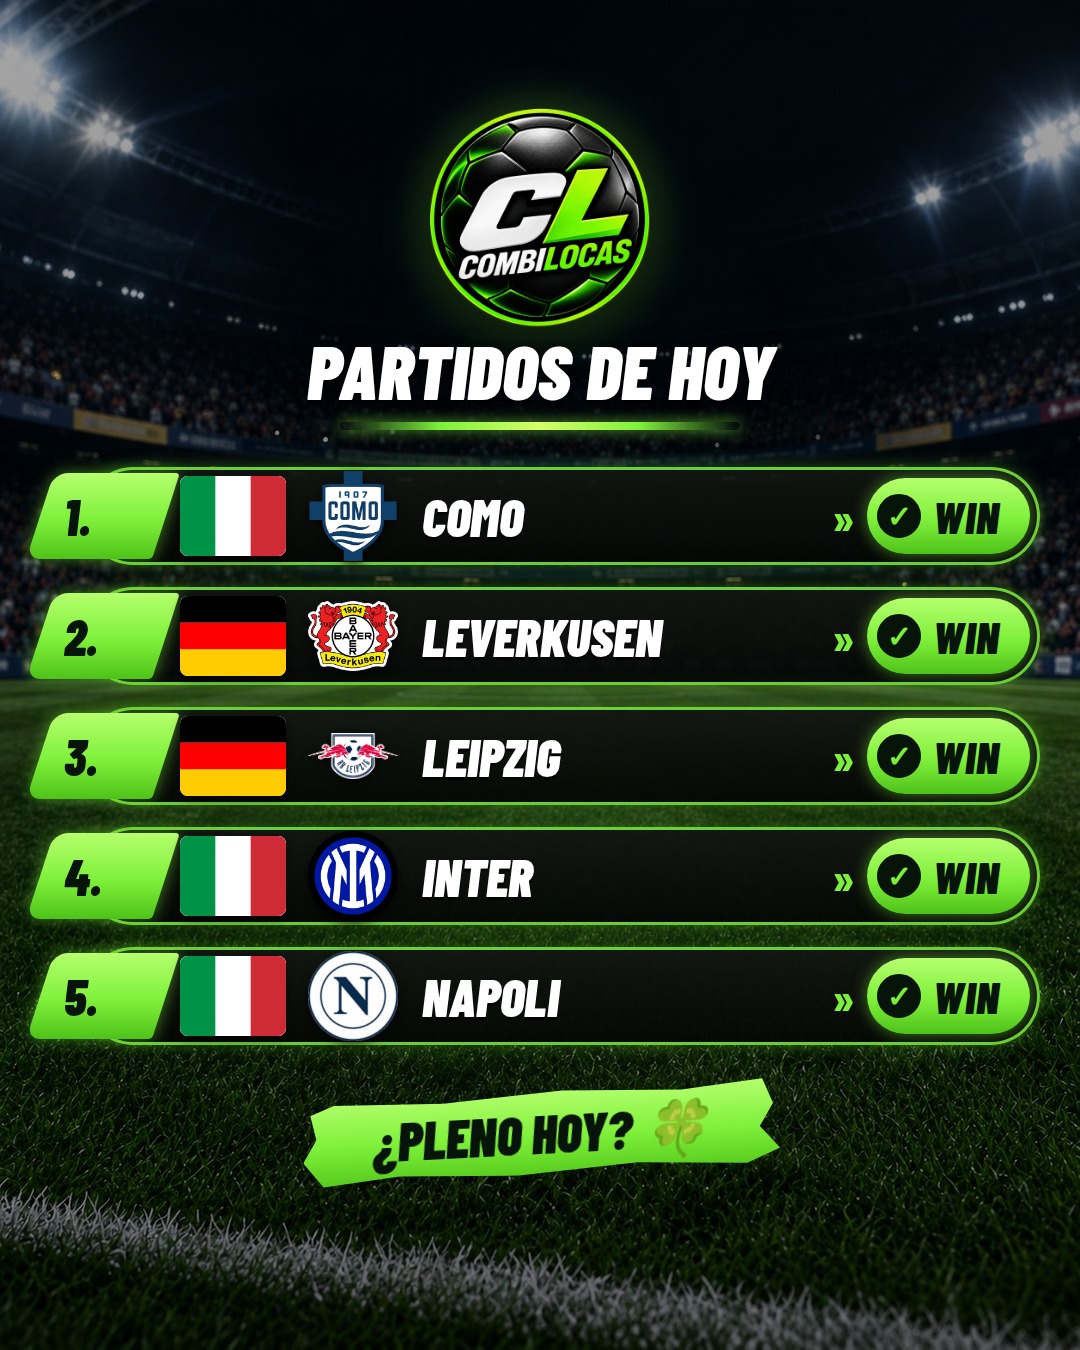 CL
COMBILOCAS
PARTIDOS DE HOY
1. 1907 COMO COMO » ✓ WIN
2. 1904 BAYER BAYER Leverkusen LEVERKUSEN » ✓ WIN
3. RB LEIPZIG LEIPZIG » ✓ WIN
4. INTER » ✓ WIN
5. N NAPOLI » ✓ WIN
¿PLENO HOY? 🍀